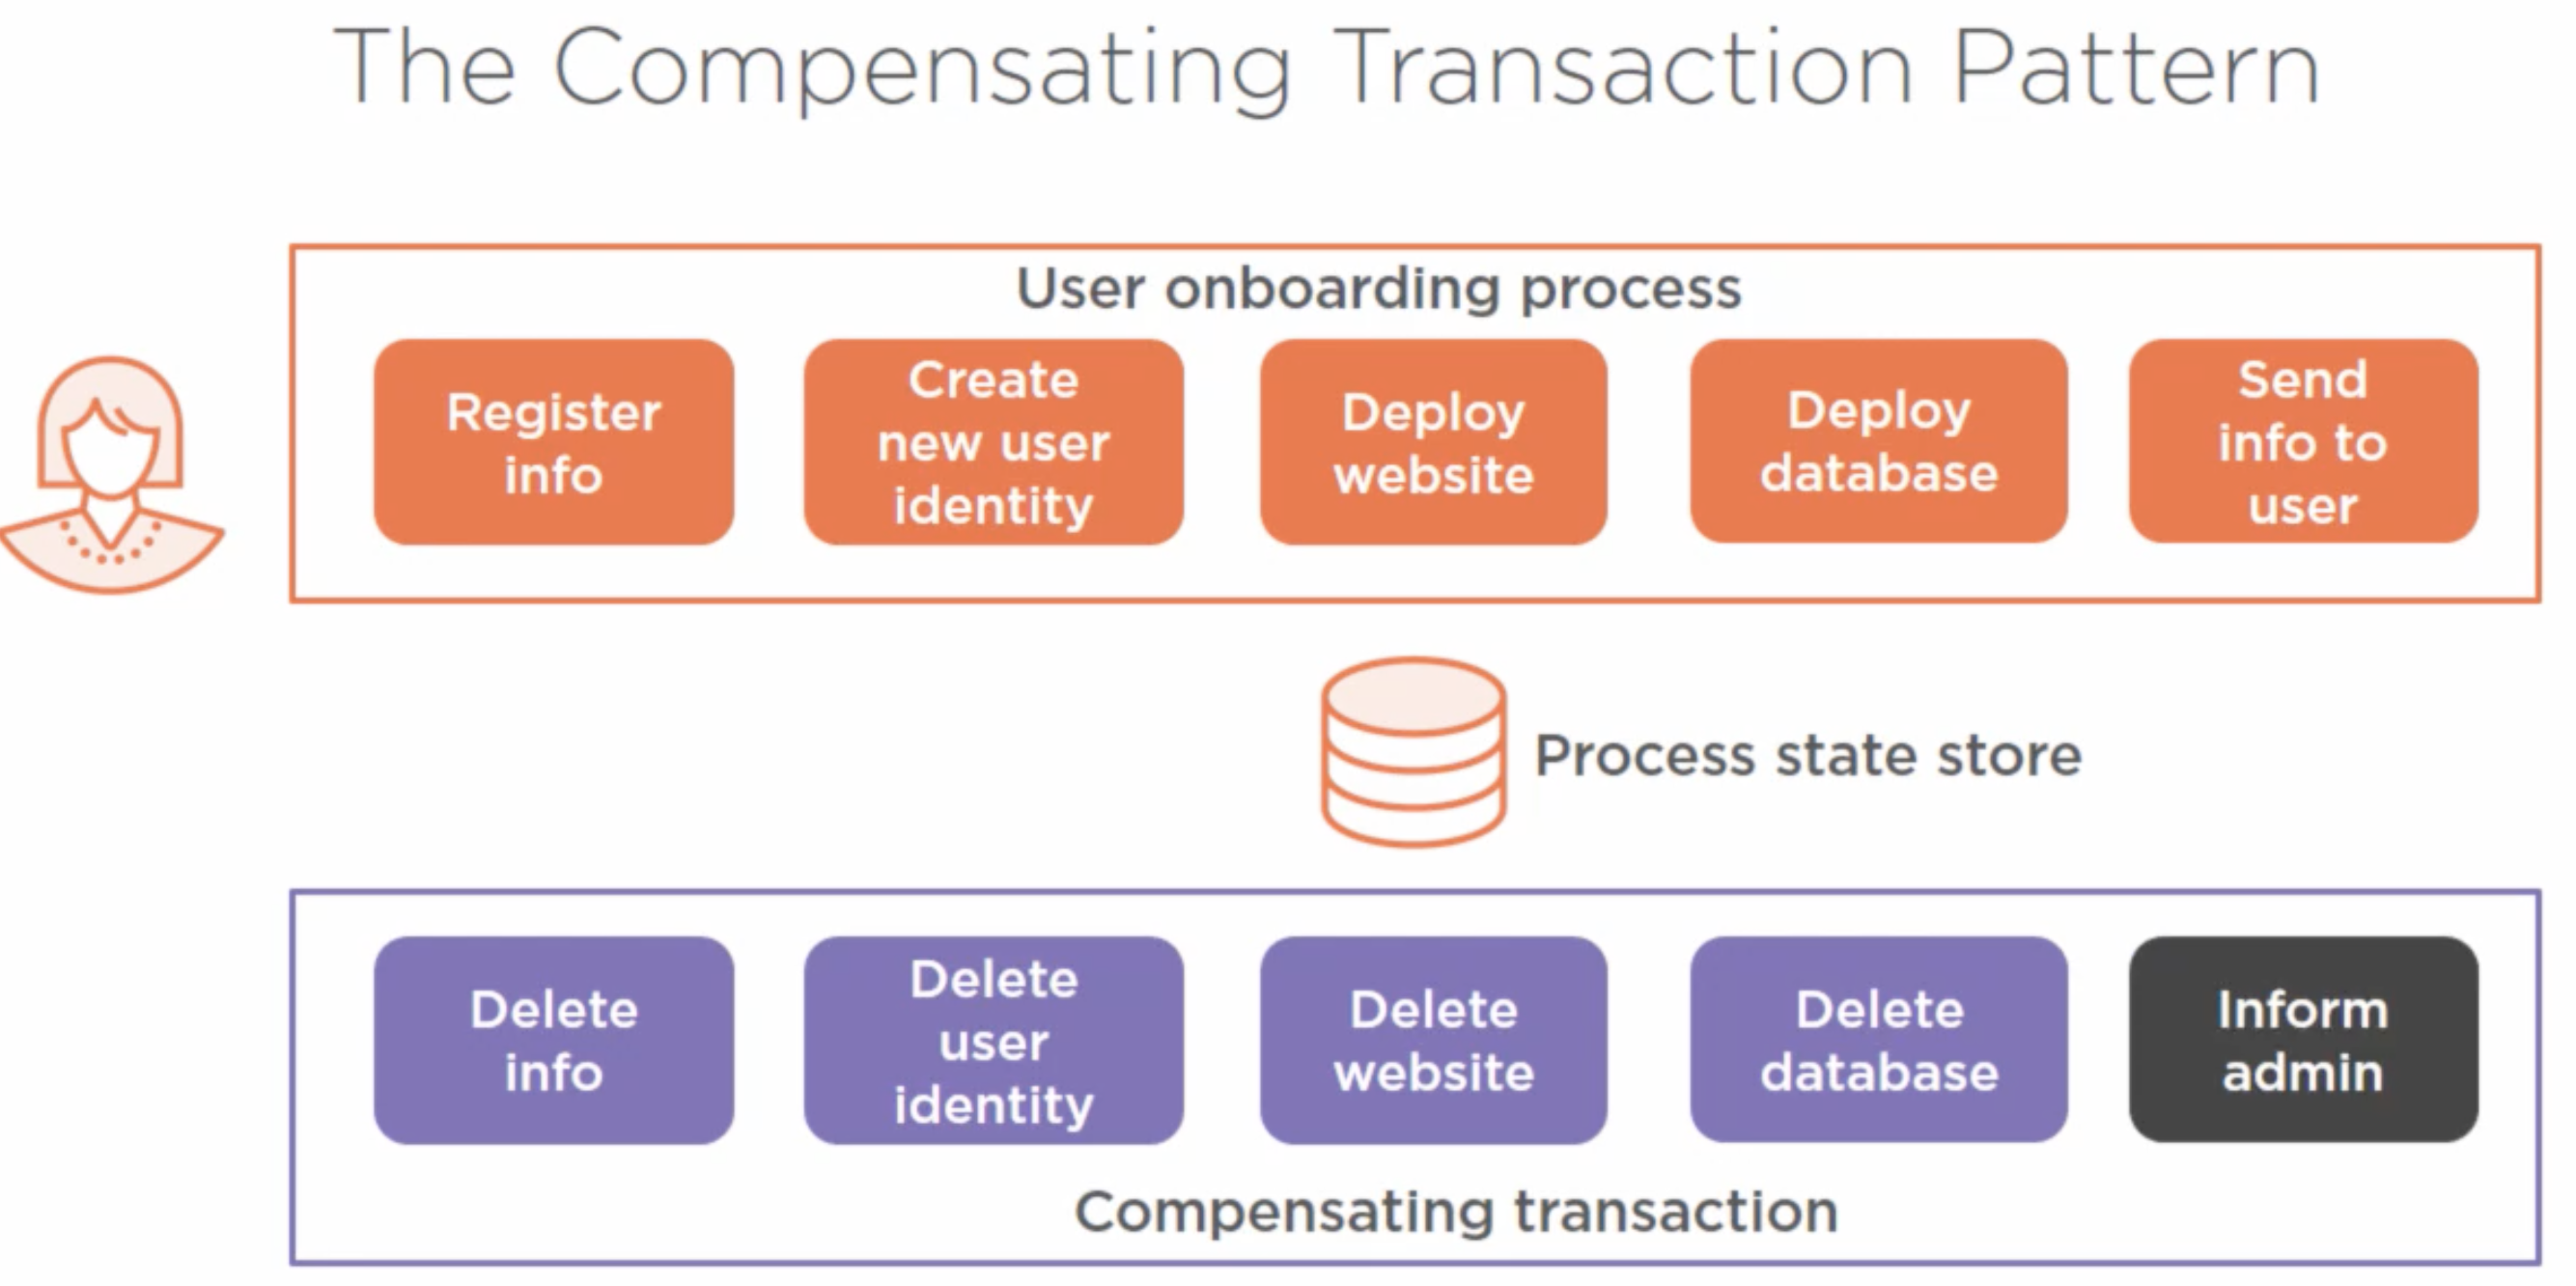 The Compensating Transaction Pattern
User onboarding process
Register
info
Create
new user
identity
Deploy
website
Deploy
database
Send
info to
user
Process state store
Delete
info
Delete
user
identity
Delete
website
Delete
database
Inform
admin
Compensating transaction